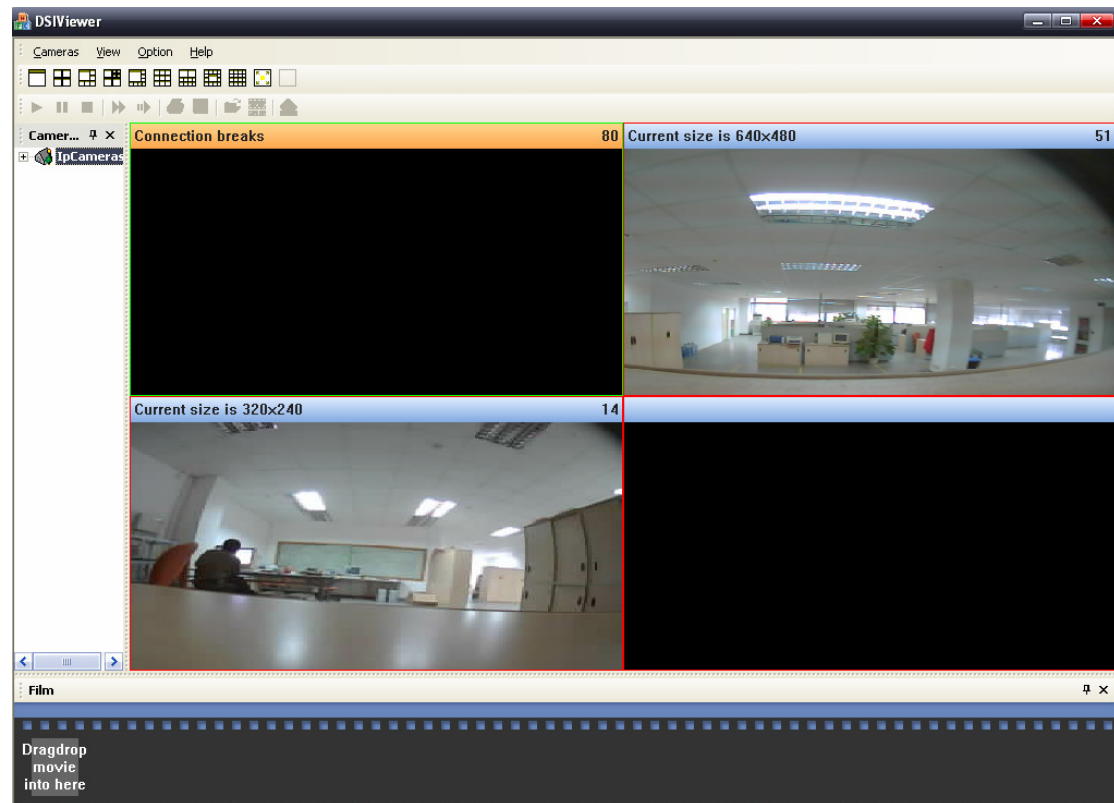 DSIViewer
Cameras View Option Help
Camer...
IpCameras
Connection breaks 80
Current size is 640×480 51
Current size is 320×240 14
Film
Dragdrop
movie
into here